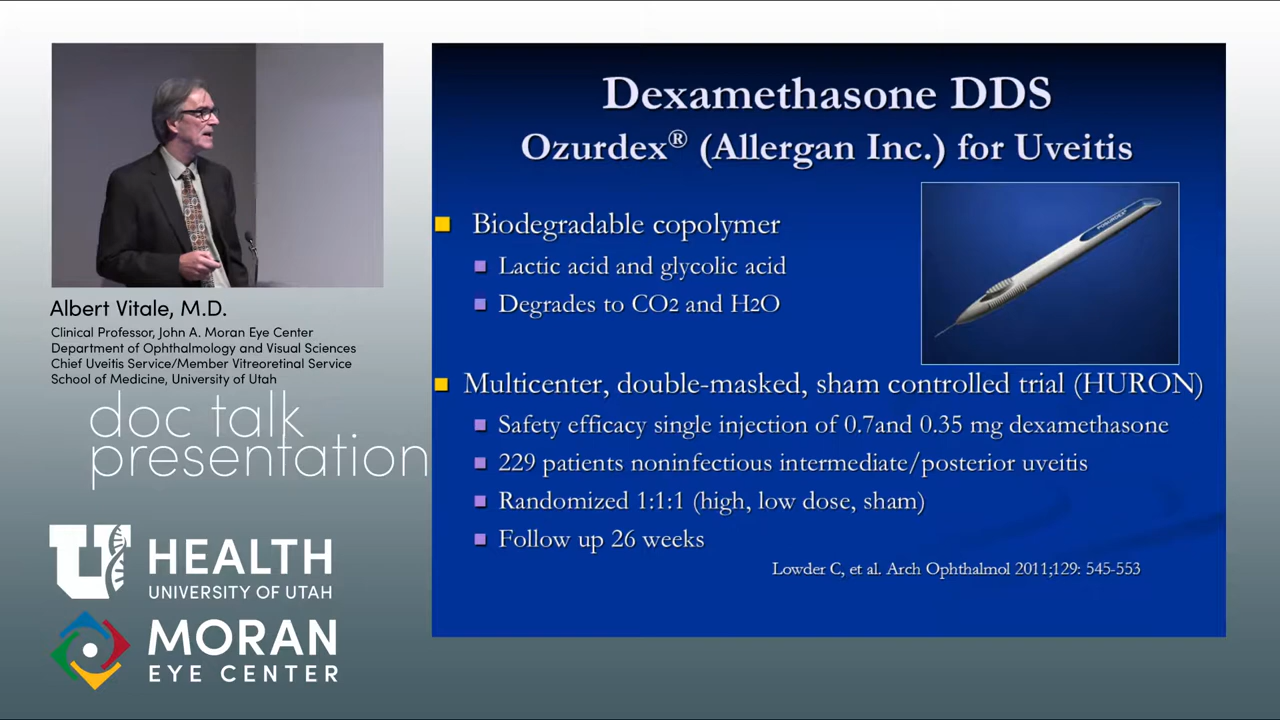 Albert Vitale, M.D.
Clinical Professor, John A. Moran Eye Center
Department of Ophthalmology and Visual Sciences
Chief Uveitis Service/Member Vitreoretinal Service
School of Medicine, University of Utah
doc talk
presentation
U HEALTH
UNIVERSITY OF UTAH
MORAN
EYE CENTER
Dexamethasone DDS
Ozurdex® (Allergan Inc.) for Uveitis
Biodegradable copolymer
Lactic acid and glycolic acid
Degrades to CO2 and H2O
Multicenter, double-masked, sham controlled trial (HURON)
Safety efficacy single injection of 0.7and 0.35 mg dexamethasone
229 patients noninfectious intermediate/posterior uveitis
Randomized 1:1:1 (high, low dose, sham)
Follow up 26 weeks
Lowder C, et al. Arch Ophthalmol 2011;129: 545-553